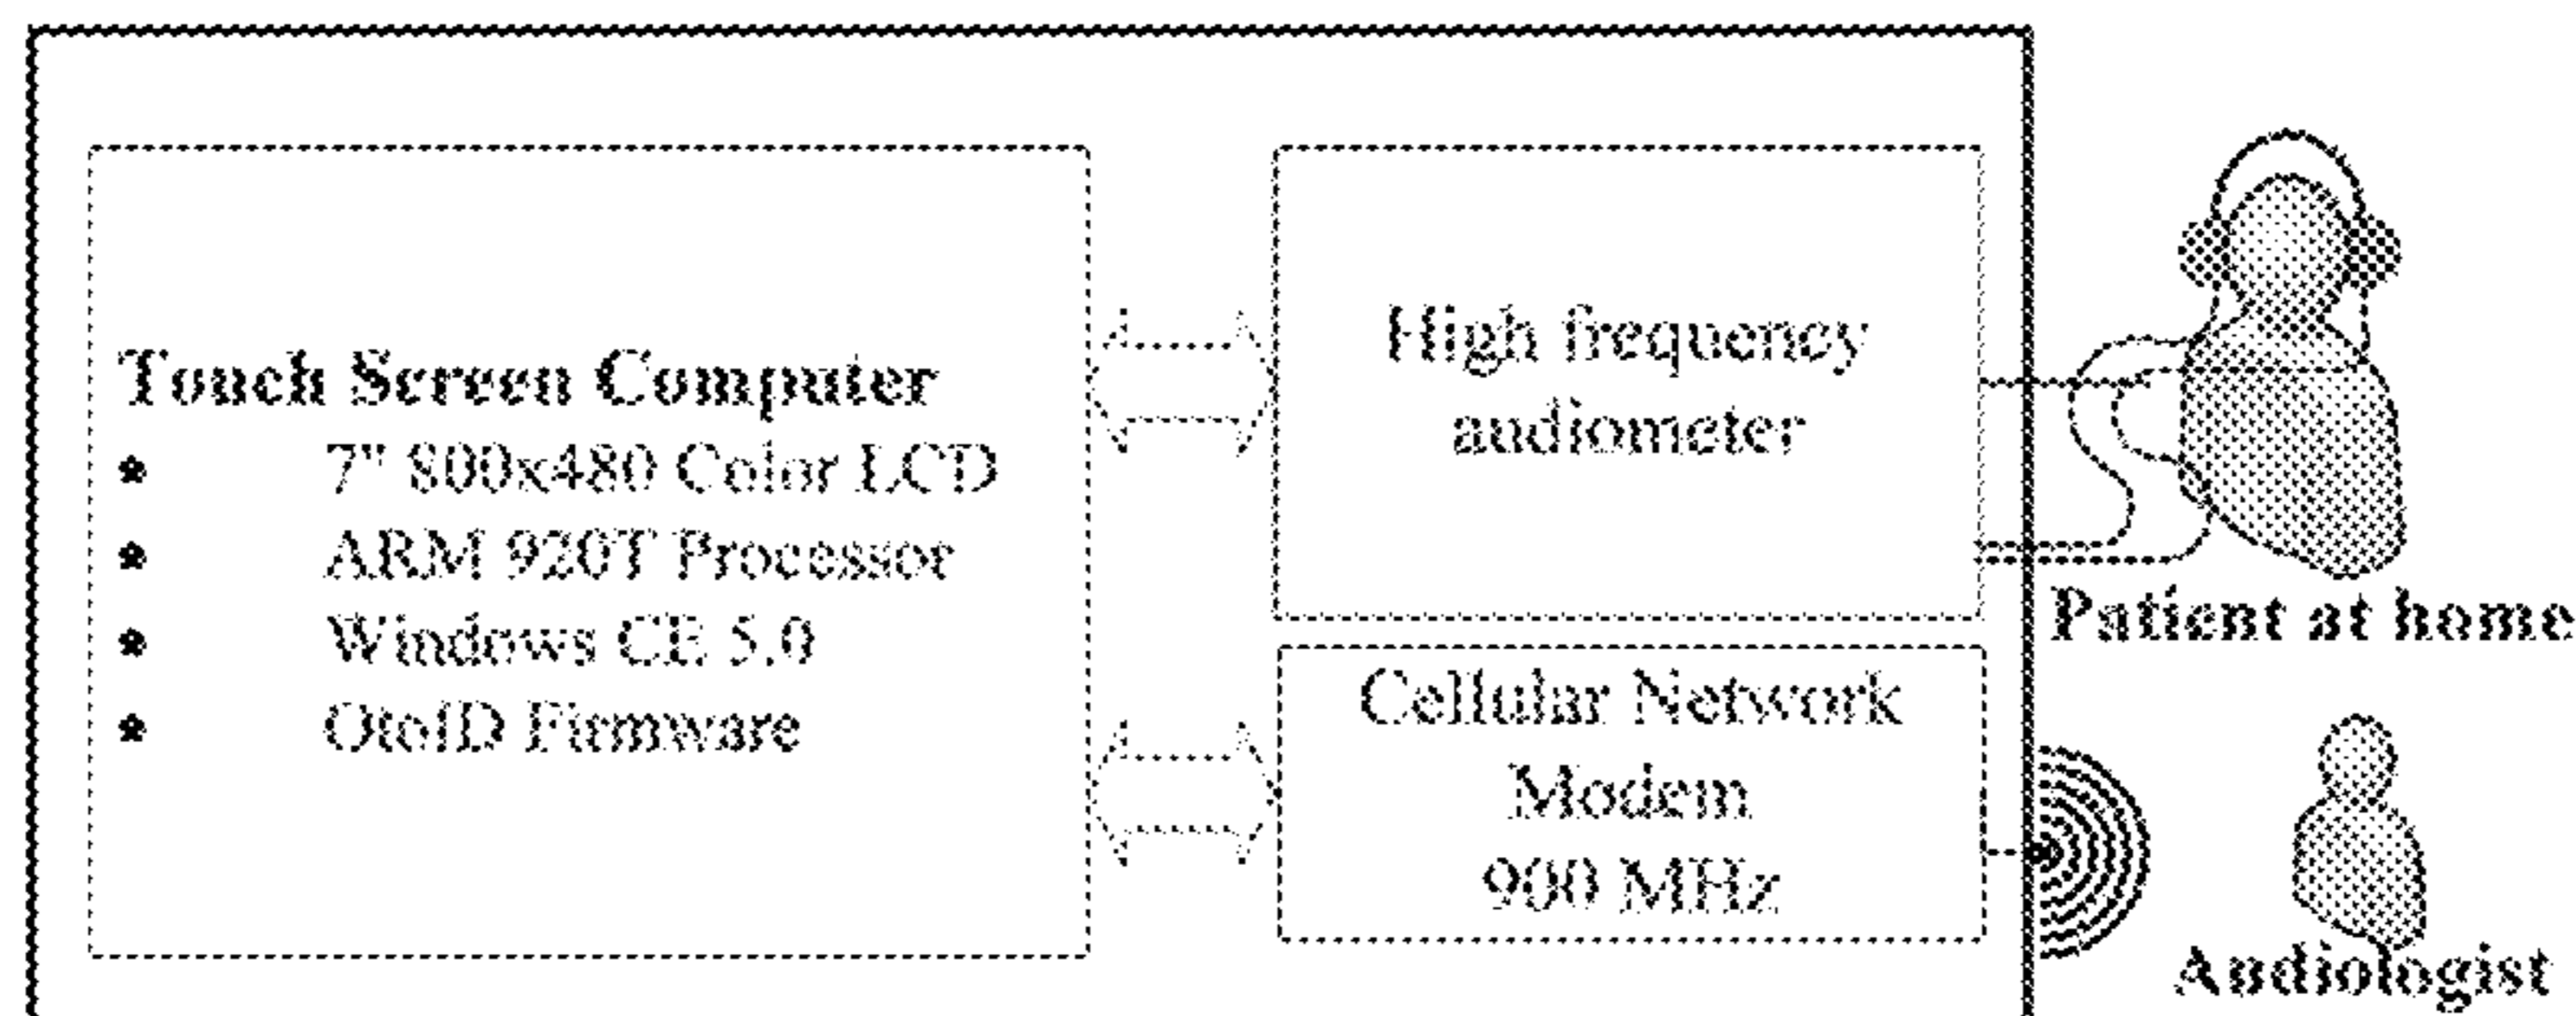 Touch Screen Computer
* 7" 800x480 Color LCD
* ARM 920T Processor
* Windows CE 5.0
* OtoID Firmware
High frequency
audiometer
Cellular Network
Modem
900 MHz
Patient at home
Audiologist